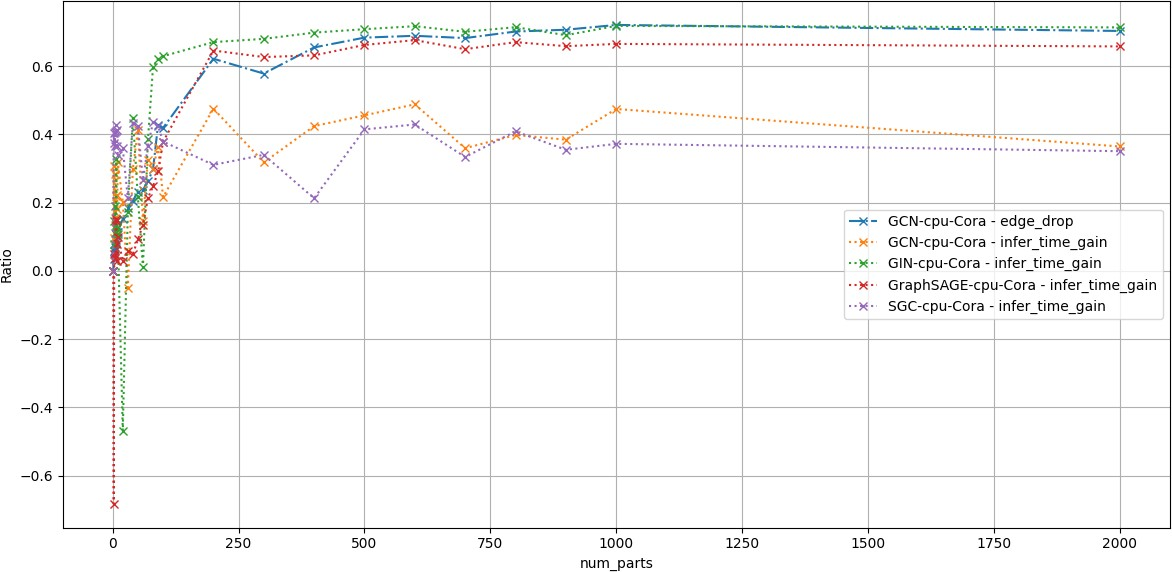 Ratio
0.6
0.4
0.2
0.0
−0.2
−0.4
−0.6
GCN-cpu-Cora - edge_drop
GCN-cpu-Cora - infer_time_gain
GIN-cpu-Cora - infer_time_gain
GraphSAGE-cpu-Cora - infer_time_gain
SGC-cpu-Cora - infer_time_gain
0 250 500 750 1000 1250 1500 1750 2000
num_parts